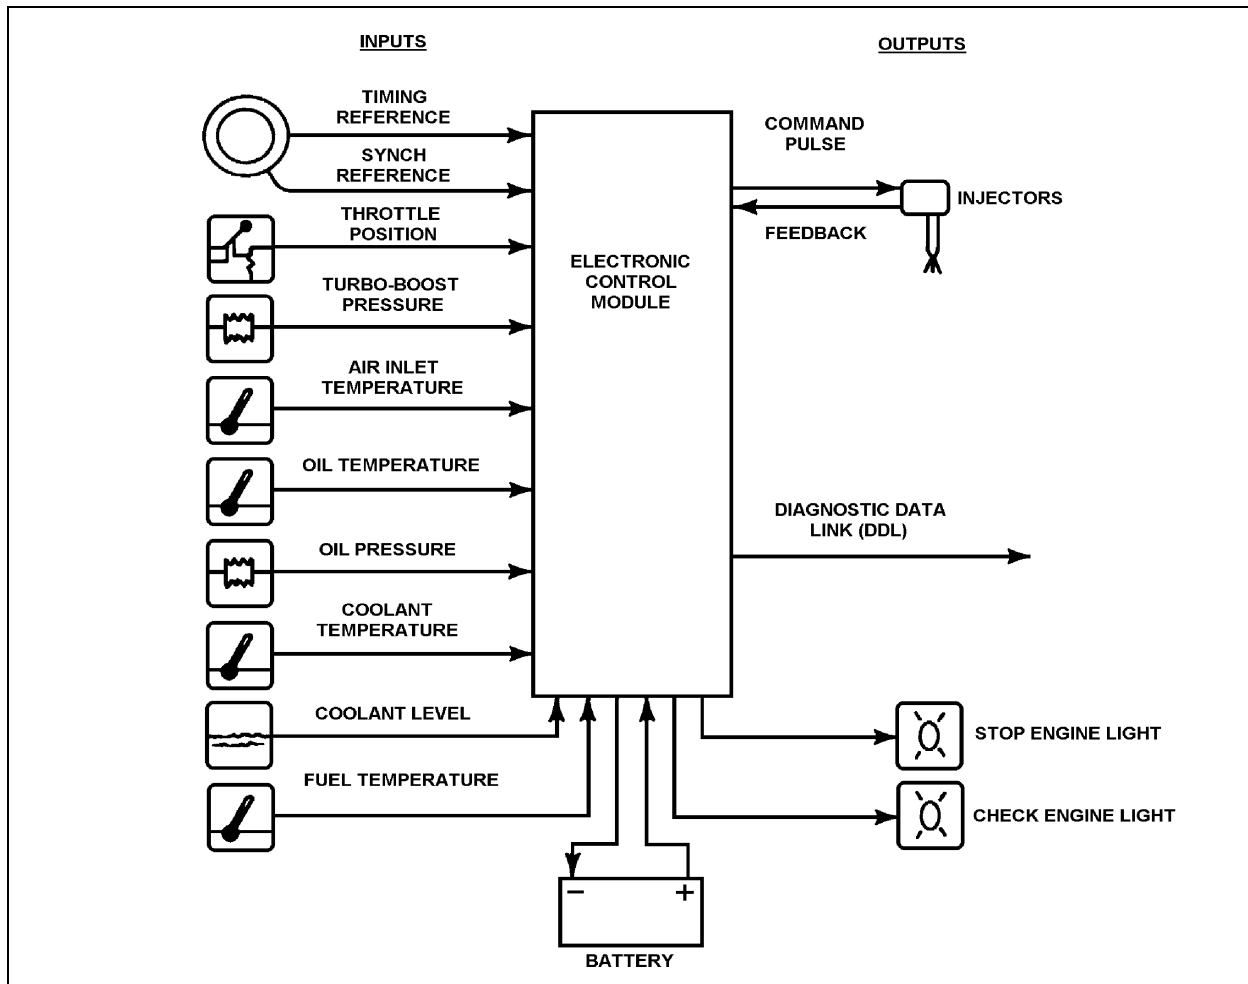 INPUTS
OUTPUTS
TIMING
REFERENCE
SYNCH
REFERENCE
THROTTLE
POSITION
TURBO-BOOST
PRESSURE
AIR INLET
TEMPERATURE
OIL TEMPERATURE
OIL PRESSURE
COOLANT
TEMPERATURE
COOLANT LEVEL
FUEL TEMPERATURE
ELECTRONIC
CONTROL
MODULE
COMMAND
PULSE
INJECTORS
FEEDBACK
DIAGNOSTIC DATA
LINK (DDL)
STOP ENGINE LIGHT
CHECK ENGINE LIGHT
− +
BATTERY